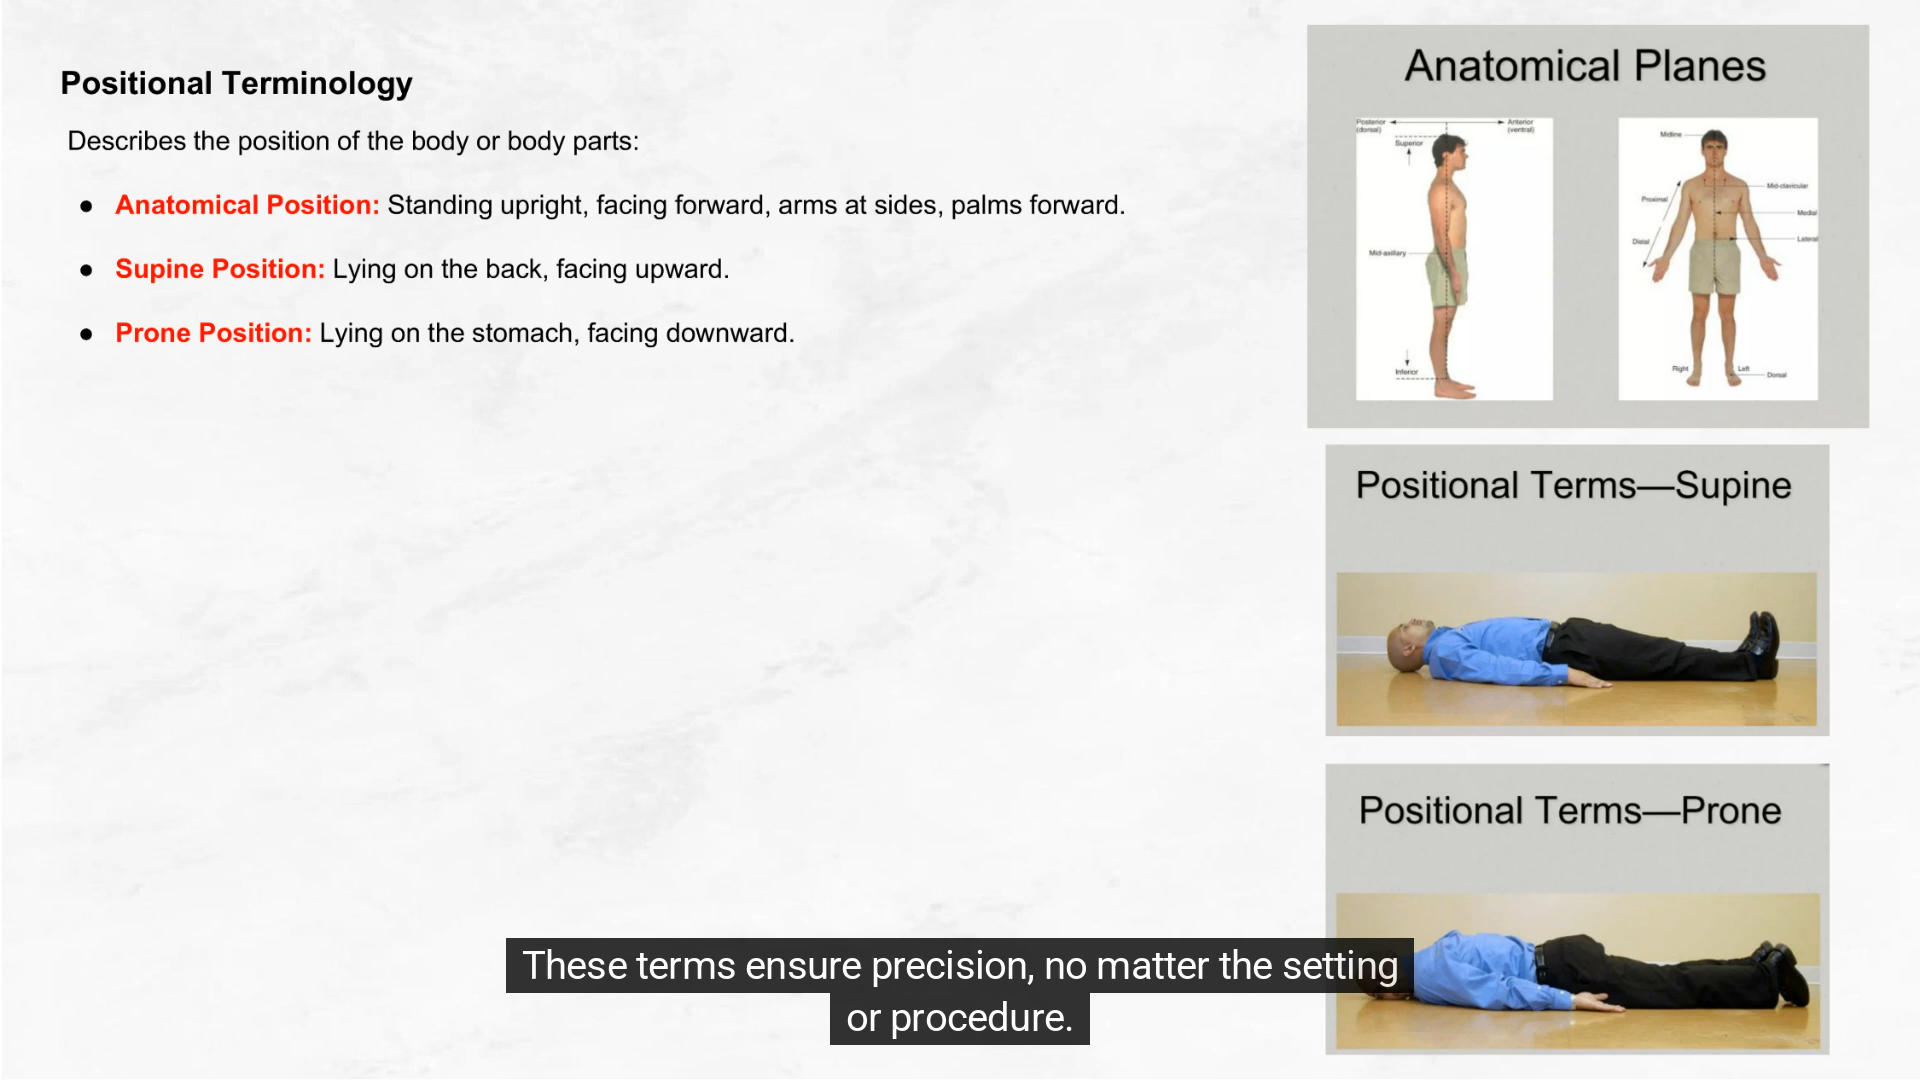 Positional Terminology
Describes the position of the body or body parts:
● Anatomical Position: Standing upright, facing forward, arms at sides, palms forward.
● Supine Position: Lying on the back, facing upward.
● Prone Position: Lying on the stomach, facing downward.
Anatomical Planes
Posterior
(dorsal)
Anterior
(ventral)
Superior
Mid-axillary
Inferior
Midline
Mid-clavicular
Proximal
Medial
Distal
Lateral
Right
Left
Dorsal
Positional Terms—Supine
Positional Terms—Prone
These terms ensure precision, no matter the setting
or procedure.